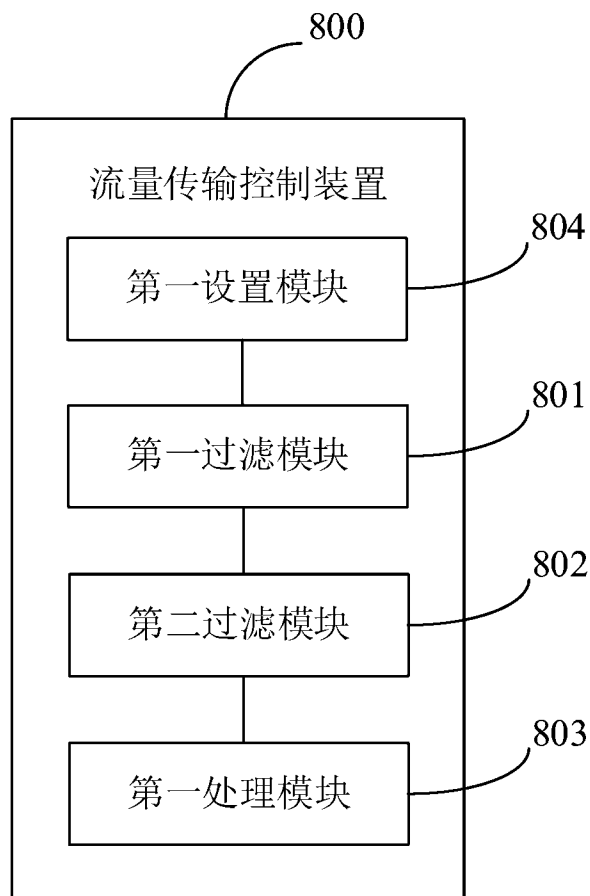 800
流量传输控制装置
804
第一设置模块
801
第一过滤模块
802
第二过滤模块
803
第一处理模块